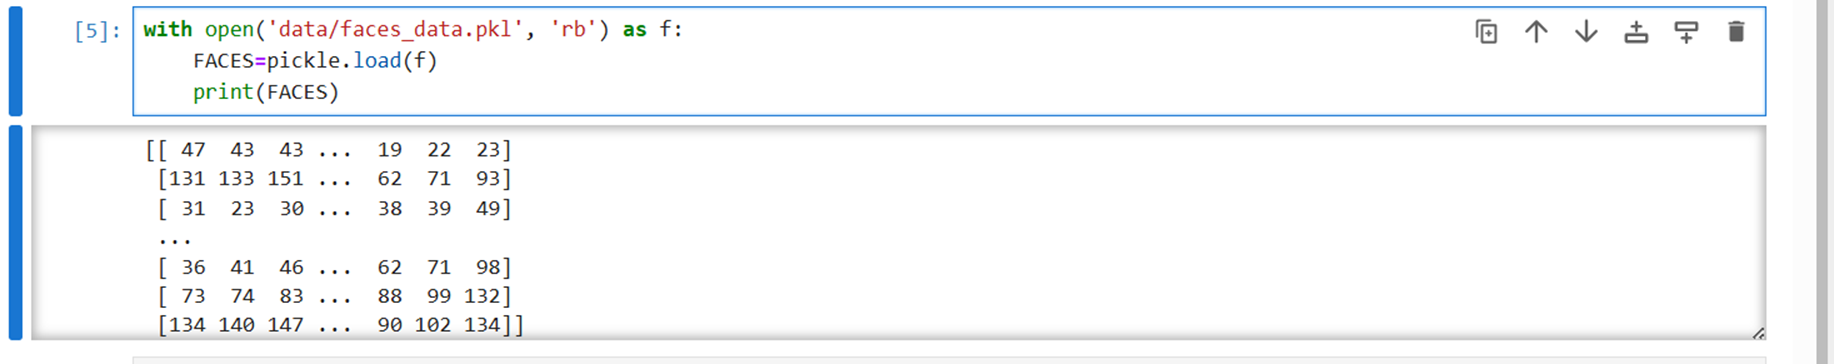 [5]: with open('data/faces_data.pkl', 'rb') as f:
    FACES=pickle.load(f)
    print(FACES)
[[ 47  43  43 ...  19  22  23]
 [131 133 151 ...  62  71  93]
 [ 31  23  30 ...  38  39  49]
 ...
 [ 36  41  46 ...  62  71  98]
 [ 73  74  83 ...  88  99 132]
 [134 140 147 ...  90 102 134]]